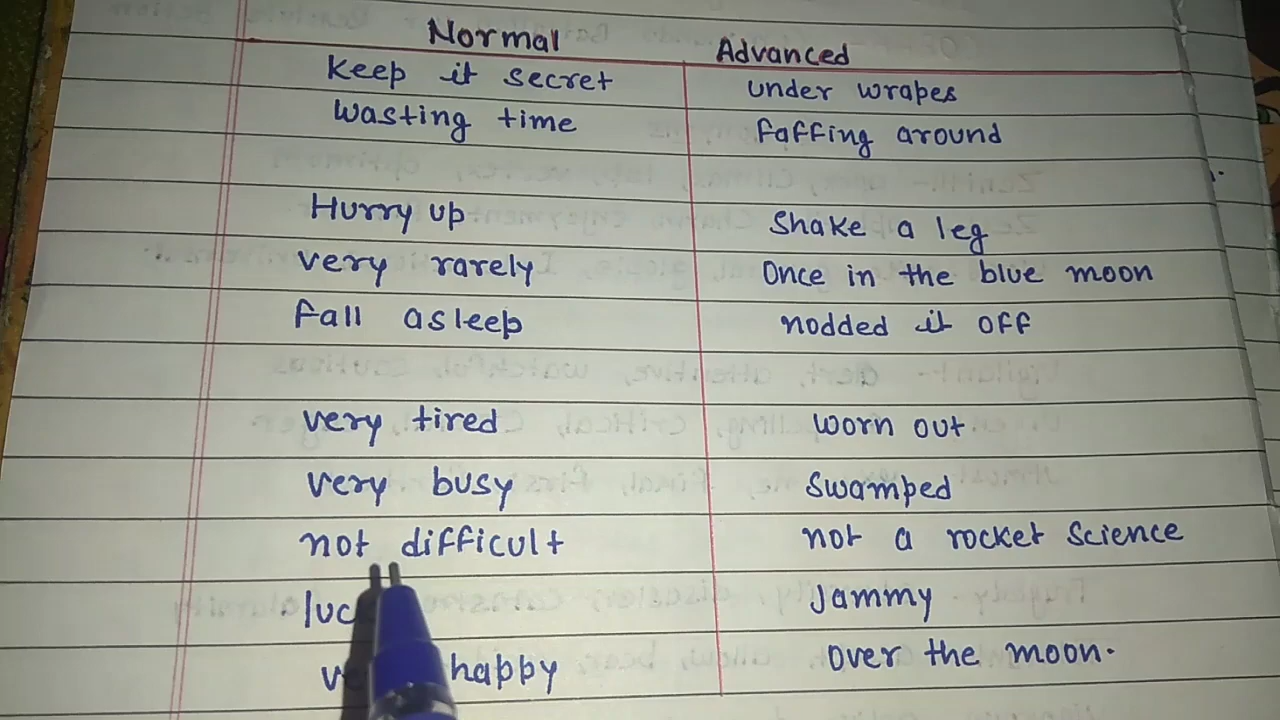 Normal Advanced
Keep it secret under wrapes
Wasting time faffing around
Hurry up Shake a leg
very rarely Once in the blue moon
fall asleep nodded it off
very tired worn out
very busy Swamped
not difficult not a rocket science
luc Jammy
happy over the moon.